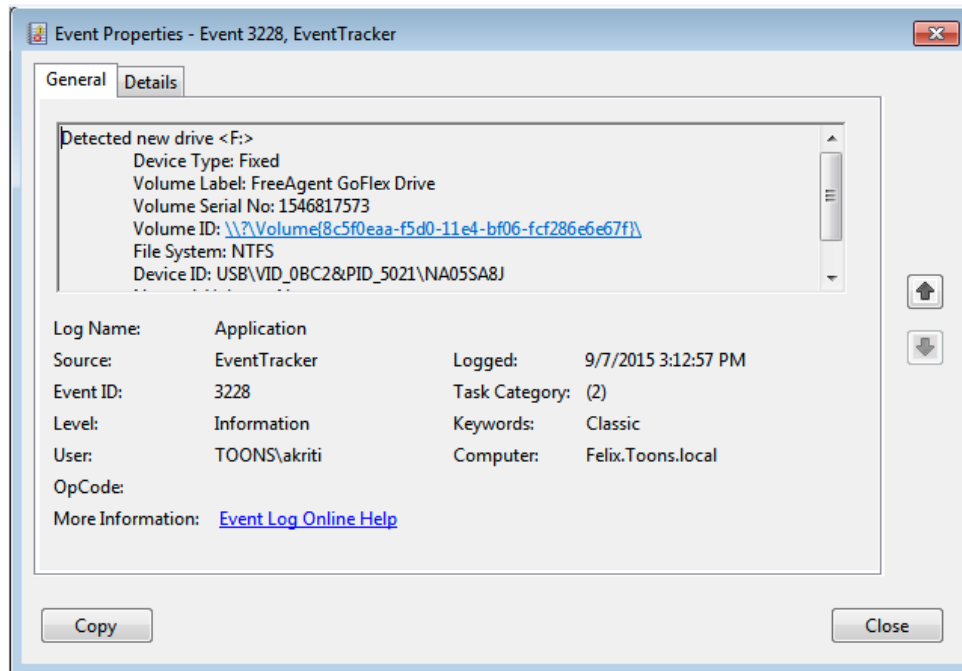 Event Properties - Event 3228, EventTracker
General Details
Detected new drive <F:>
Device Type: Fixed
Volume Label: FreeAgent GoFlex Drive
Volume Serial No: 1546817573
Volume ID: \\?\Volume{8c5f0eaa-f5d0-11e4-bf06-fcf286e6e67f}\
File System: NTFS
Device ID: USB\VID_0BC2&PID_5021\NA05SA8J
Log Name: Application
Source: EventTracker Logged: 9/7/2015 3:12:57 PM
Event ID: 3228 Task Category: (2)
Level: Information Keywords: Classic
User: TOONS\akriti Computer: Felix.Toons.local
OpCode:
More Information: Event Log Online Help
Copy Close